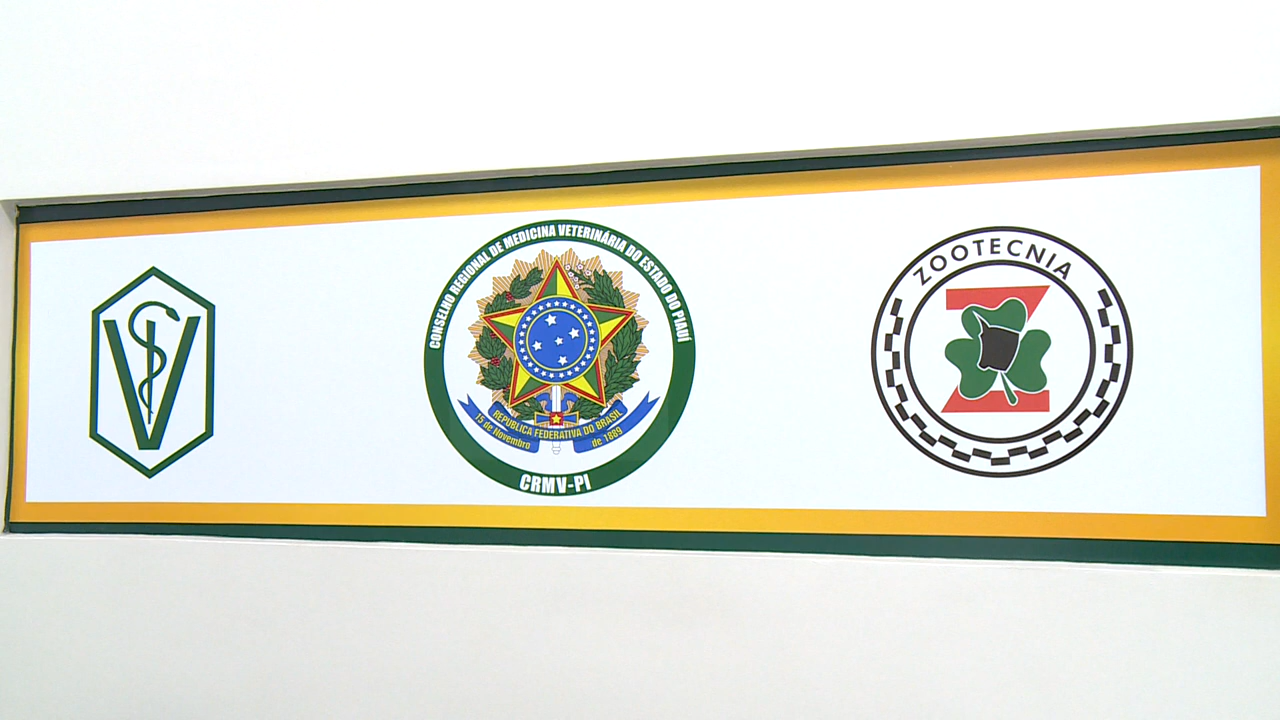 V
CONSELHO REGIONAL DE MEDICINA VETERINÁRIA DO ESTADO DO PIAUÍ
REPÚBLICA FEDERATIVA DO BRASIL
15 de Novembro
de 1889
CRMV-PI
ZOOTECNIA
Z